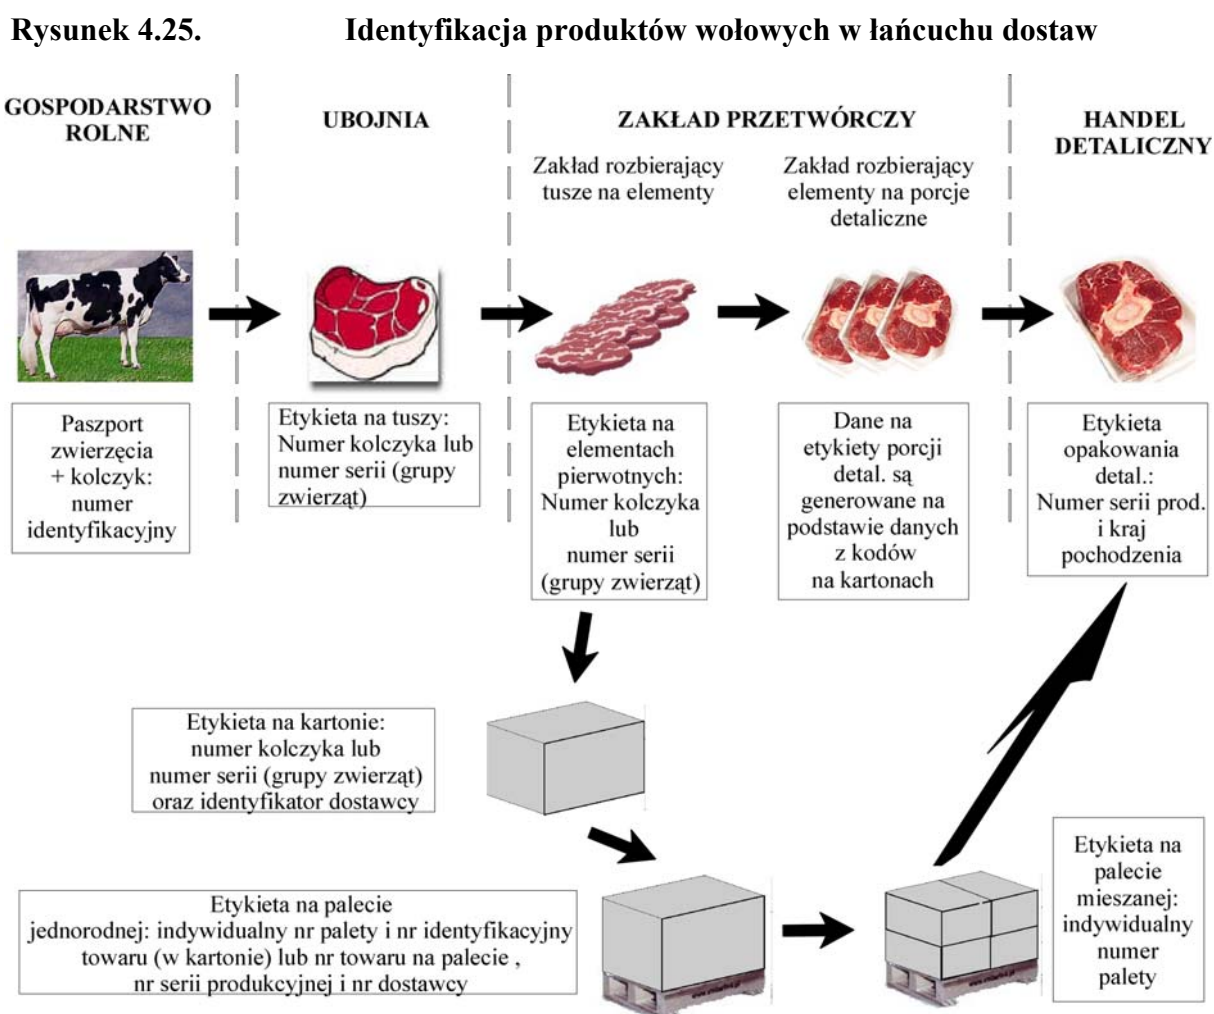 Rysunek 4.25. Identyfikacja produktów wołowych w łańcuchu dostaw
GOSPODARSTWO
ROLNE
UBOJNIA
ZAKŁAD PRZETWÓRCZY
HANDEL
DETALICZNY
Zakład rozbierający
tusze na elementy
Zakład rozbierający
elementy na porcje
detaliczne
Paszport
zwierzęcia
+ kolczyk:
numer
identyfikacyjny
Etykieta na tuszy:
Numer kolczyka lub
numer serii (grupy
zwierząt)
Etykieta na
elementach
pierwotnych:
Numer kolczyka
lub
numer serii
(grupy zwierząt)
Dane na
etykiety porcji
detal. są
generowane na
podstawie danych
z kodów
na kartonach
Etykieta
opakowania
detal.:
Numer serii prod.
i kraj
pochodzenia
Etykieta na kartonie:
numer kolczyka lub
numer serii (grupy zwierząt)
oraz identyfikator dostawcy
Etykieta na palecie
jednorodnej: indywidualny nr palety i nr identyfikacyjny
towaru (w kartonie) lub nr towaru na palecie ,
nr serii produkcyjnej i nr dostawcy
Etykieta na
palecie
mieszanej:
indywidualny
numer
palety